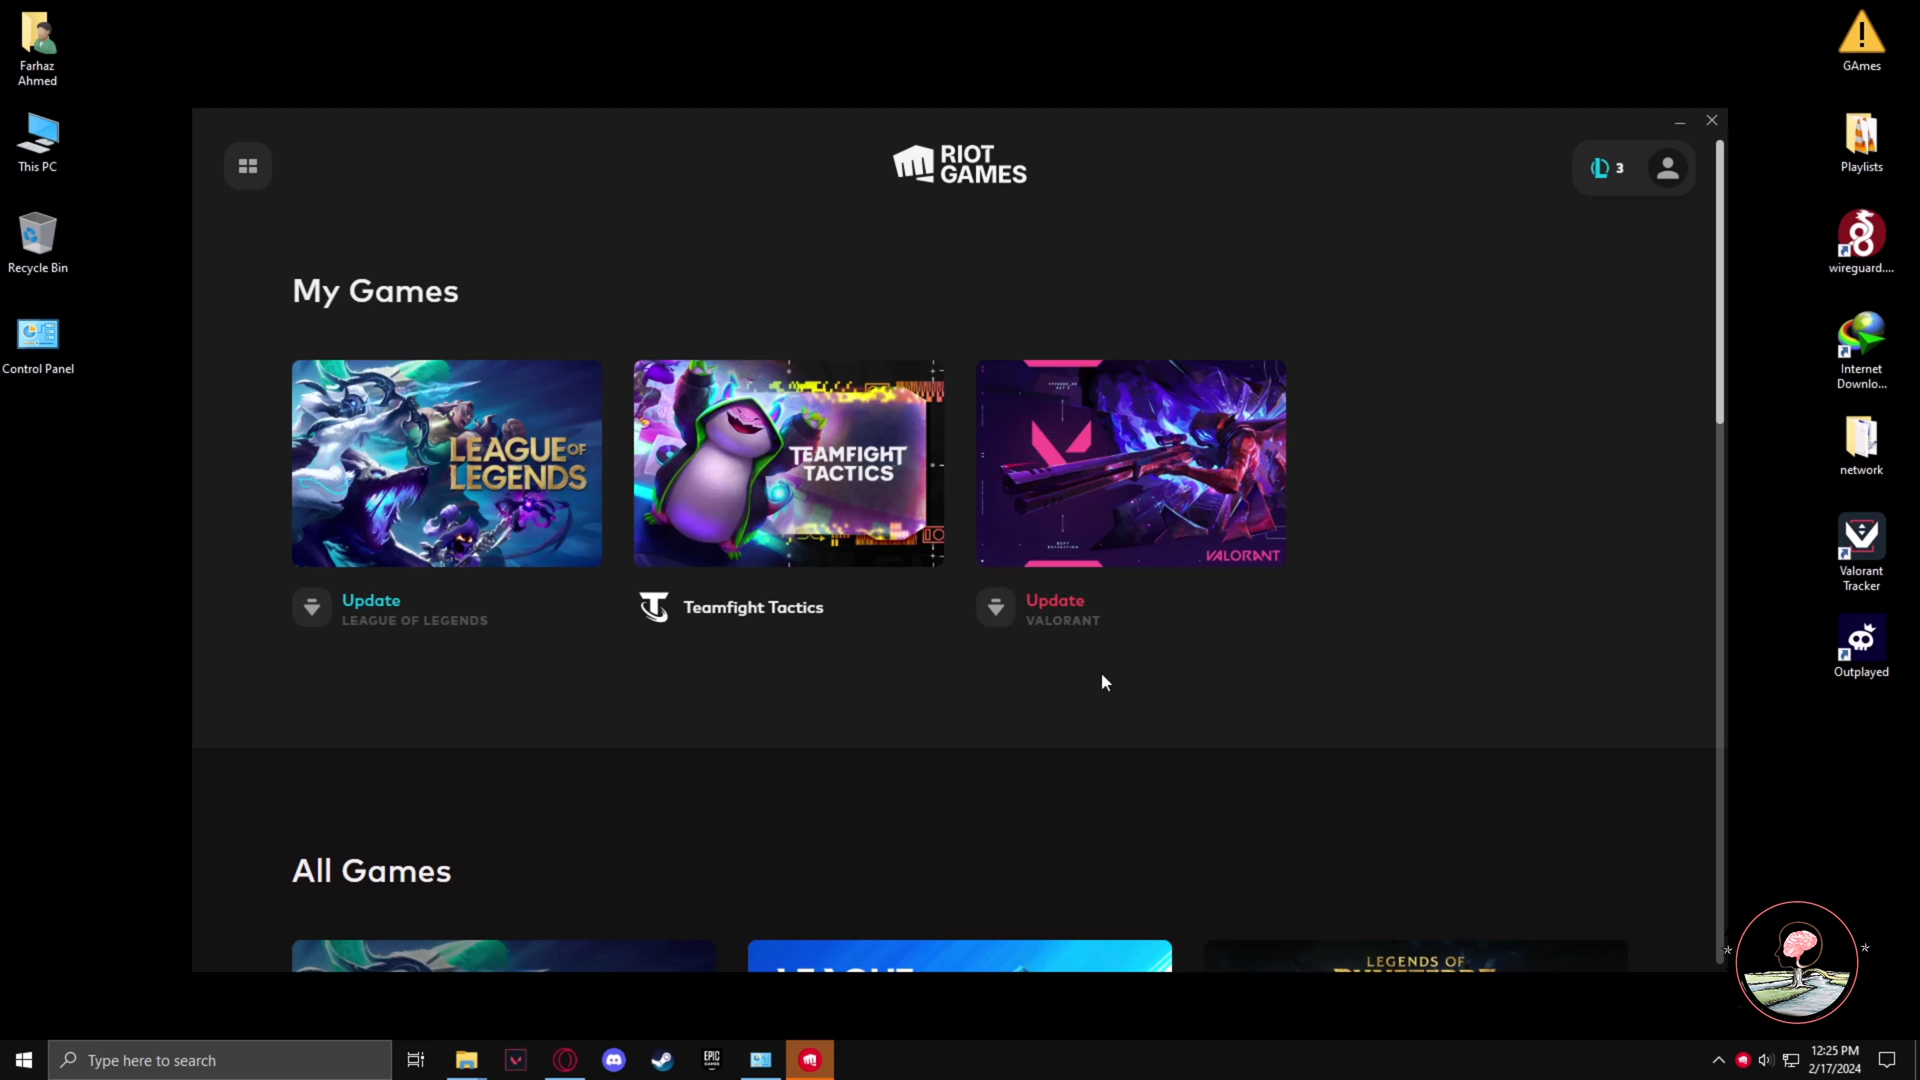 Farhaz
Ahmed
This PC
Recycle Bin
Control Panel
RIOT
GAMES
3
My Games
LEAGUE OF
LEGENDS
TEAMFIGHT
TACTICS
VALORANT
Update
LEAGUE OF LEGENDS
Teamfight Tactics
Update
VALORANT
All Games
LEGENDS OF
GAmes
Playlists
wireguard....
Internet
Downlo...
network
Valorant
Tracker
Outplayed
Type here to search
EPIC
GAMES
12:25 PM
2/17/2024